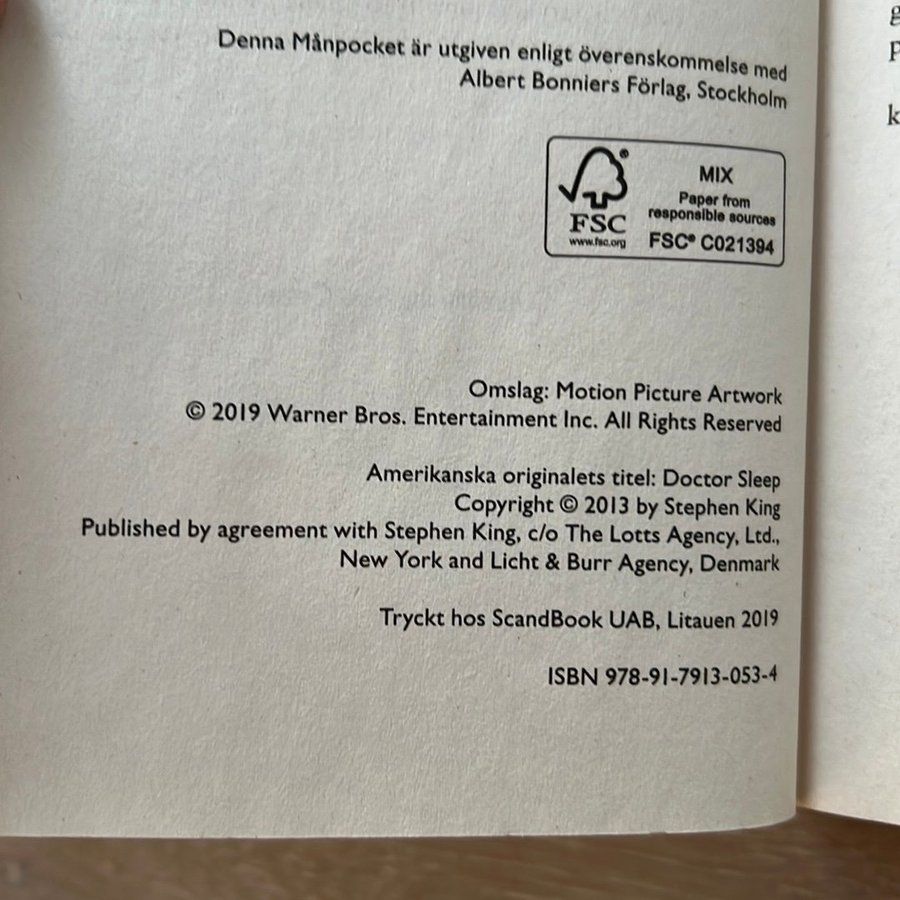 Denna Månpocket är utgiven enligt överenskommelse med
Albert Bonniers Förlag, Stockholm
FSC
www.fsc.org
MIX
Paper from
responsible sources
FSC® C021394
Omslag: Motion Picture Artwork
© 2019 Warner Bros. Entertainment Inc. All Rights Reserved
Amerikanska originalets titel: Doctor Sleep
Copyright © 2013 by Stephen King
Published by agreement with Stephen King, c/o The Lotts Agency, Ltd.,
New York and Licht & Burr Agency, Denmark
Tryckt hos ScandBook UAB, Litauen 2019
ISBN 978-91-7913-053-4